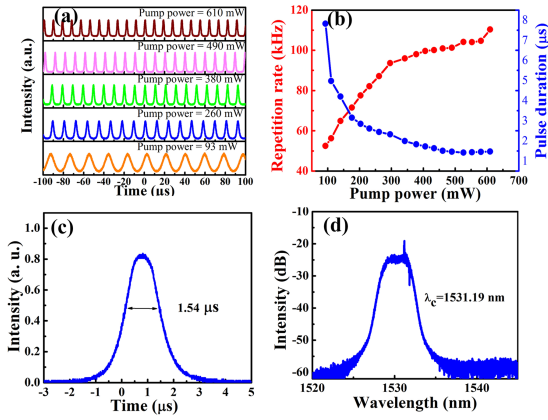 (a)
Pump power = 610 mW
Pump power = 490 mW
Pump power = 380 mW
Pump power = 260 mW
Pump power = 93 mW
Intensity (a.u.)
-100 -80 -60 -40 -20 0 20 40 60 80 100
Time (μs)
(b)
120
100
80
60
40
Repetition rate (kHz)
8
7
6
5
4
3
2
1
Pulse duration (μs)
0 100 200 300 400 500 600 700
Pump power (mW)
(c)
1.0
0.8
0.6
0.4
0.2
0.0
Intensity (a. u.)
1.54 μs
-3 -2 -1 0 1 2 3 4 5
Time (μs)
(d)
-10
-20
-30
-40
-50
-60
Intensity (dB)
λc=1531.19 nm
1520 1530 1540
Wavelength (nm)